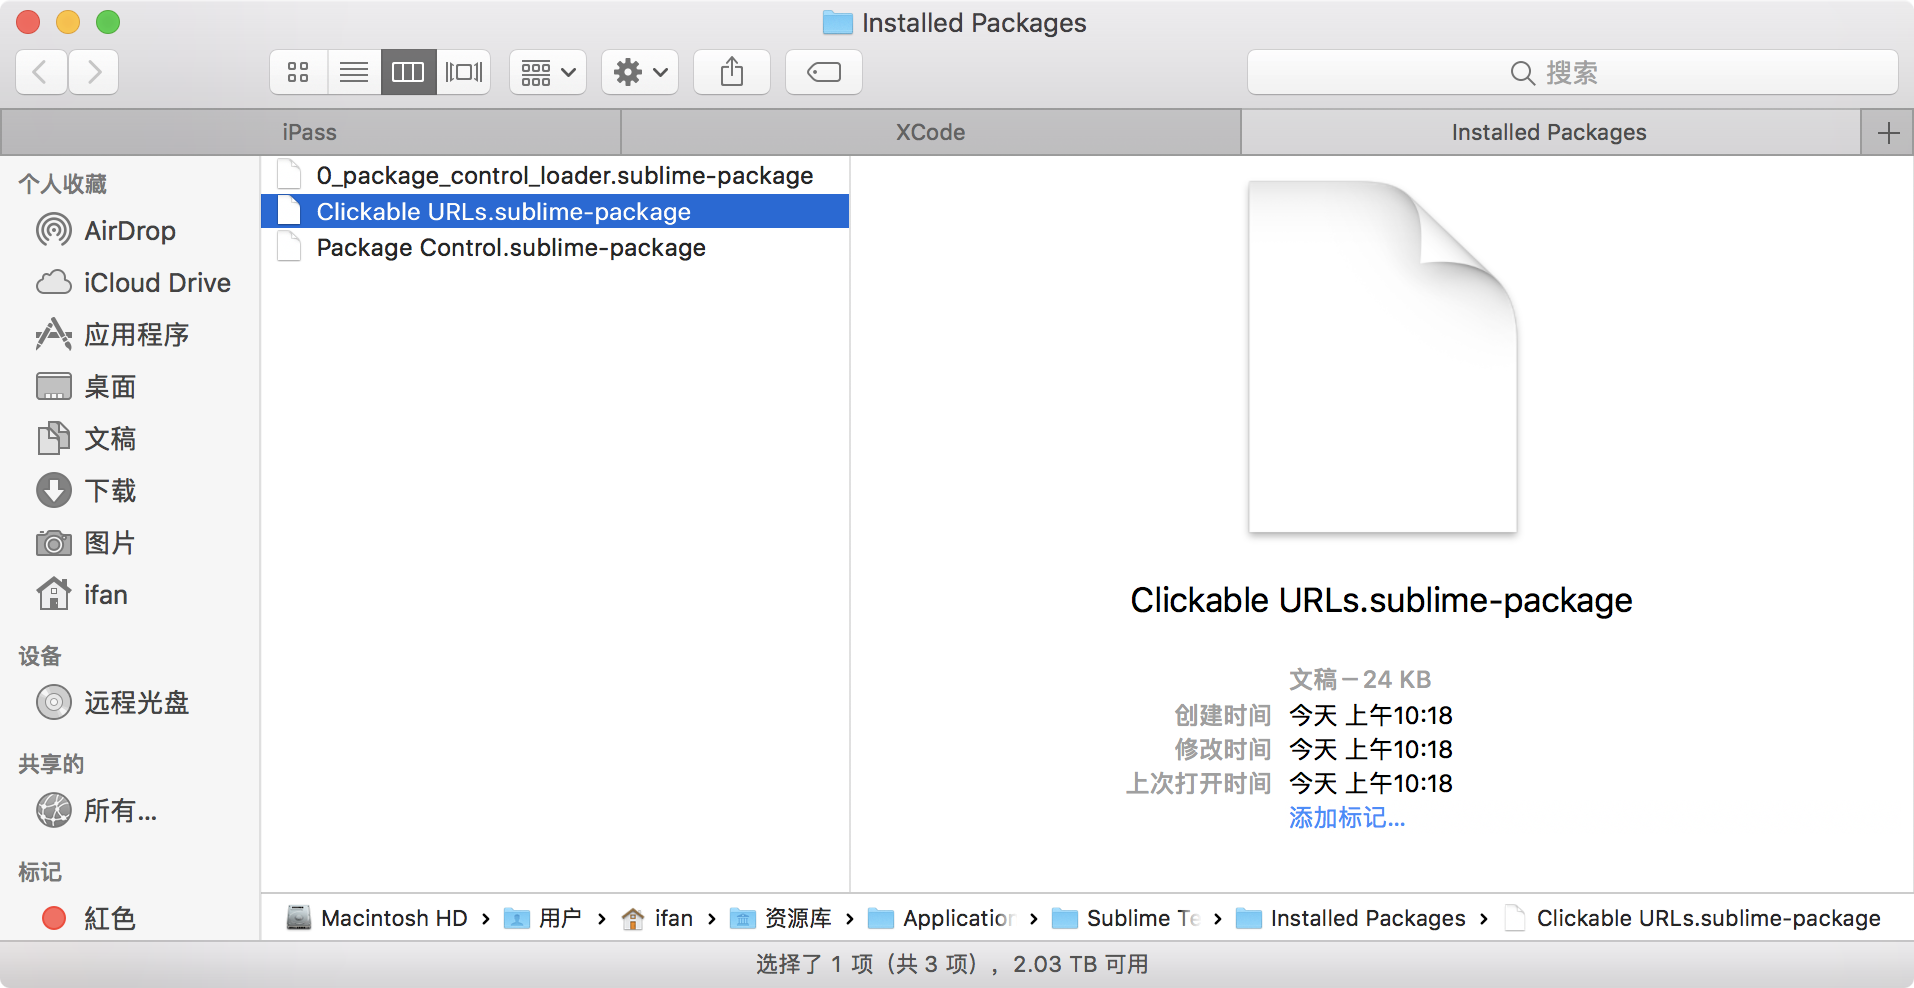 Installed Packages
搜索
iPass
XCode
Installed Packages
个人收藏
AirDrop
iCloud Drive
应用程序
桌面
文稿
下载
图片
ifan
设备
远程光盘
共享的
所有...
标记
紅色
0_package_control_loader.sublime-package
Clickable URLs.sublime-package
Package Control.sublime-package
Clickable URLs.sublime-package
文稿 – 24 KB
创建时间 今天 上午10:18
修改时间 今天 上午10:18
上次打开时间 今天 上午10:18
添加标记...
Macintosh HD › 用户 › ifan › 资源库 › Application › Sublime Te › Installed Packages › Clickable URLs.sublime-package
选择了 1 项（共 3 项），2.03 TB 可用